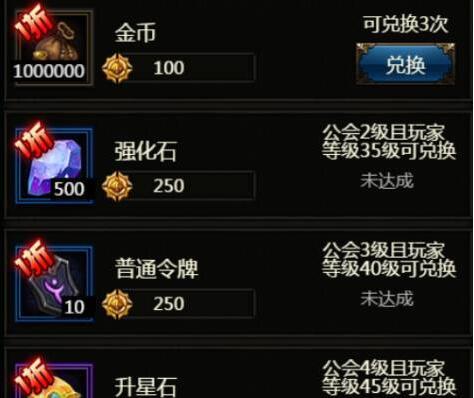 1折
金币
可兑换3次
1000000
100
兑换
1折
强化石
公会2级且玩家
等级35级可兑换
500
250
未达成
1折
普通令牌
公会3级且玩家
等级40级可兑换
10
250
未达成
1折
升星石
公会4级且玩家
等级45级可兑换